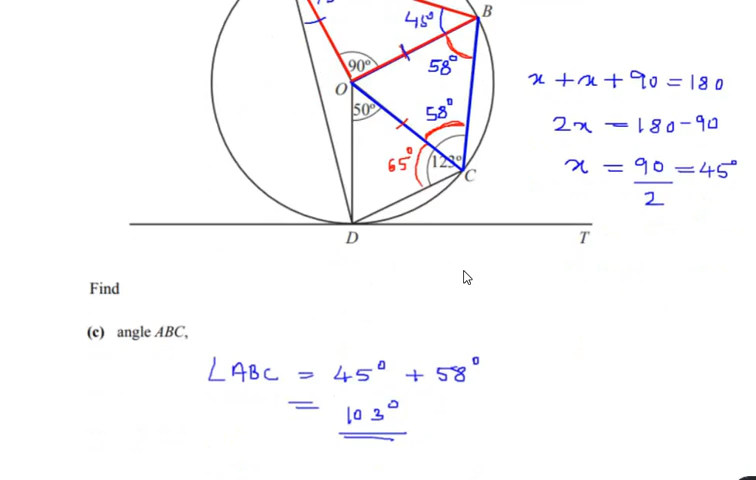 B
45°
90°
58°
O
50°
58°
65°
123°
C
D
T
x + x + 90 = 180
2x = 180 - 90
x = 90/2 = 45°
Find
(c) angle ABC,
∠ABC = 45° + 58°
= 103°